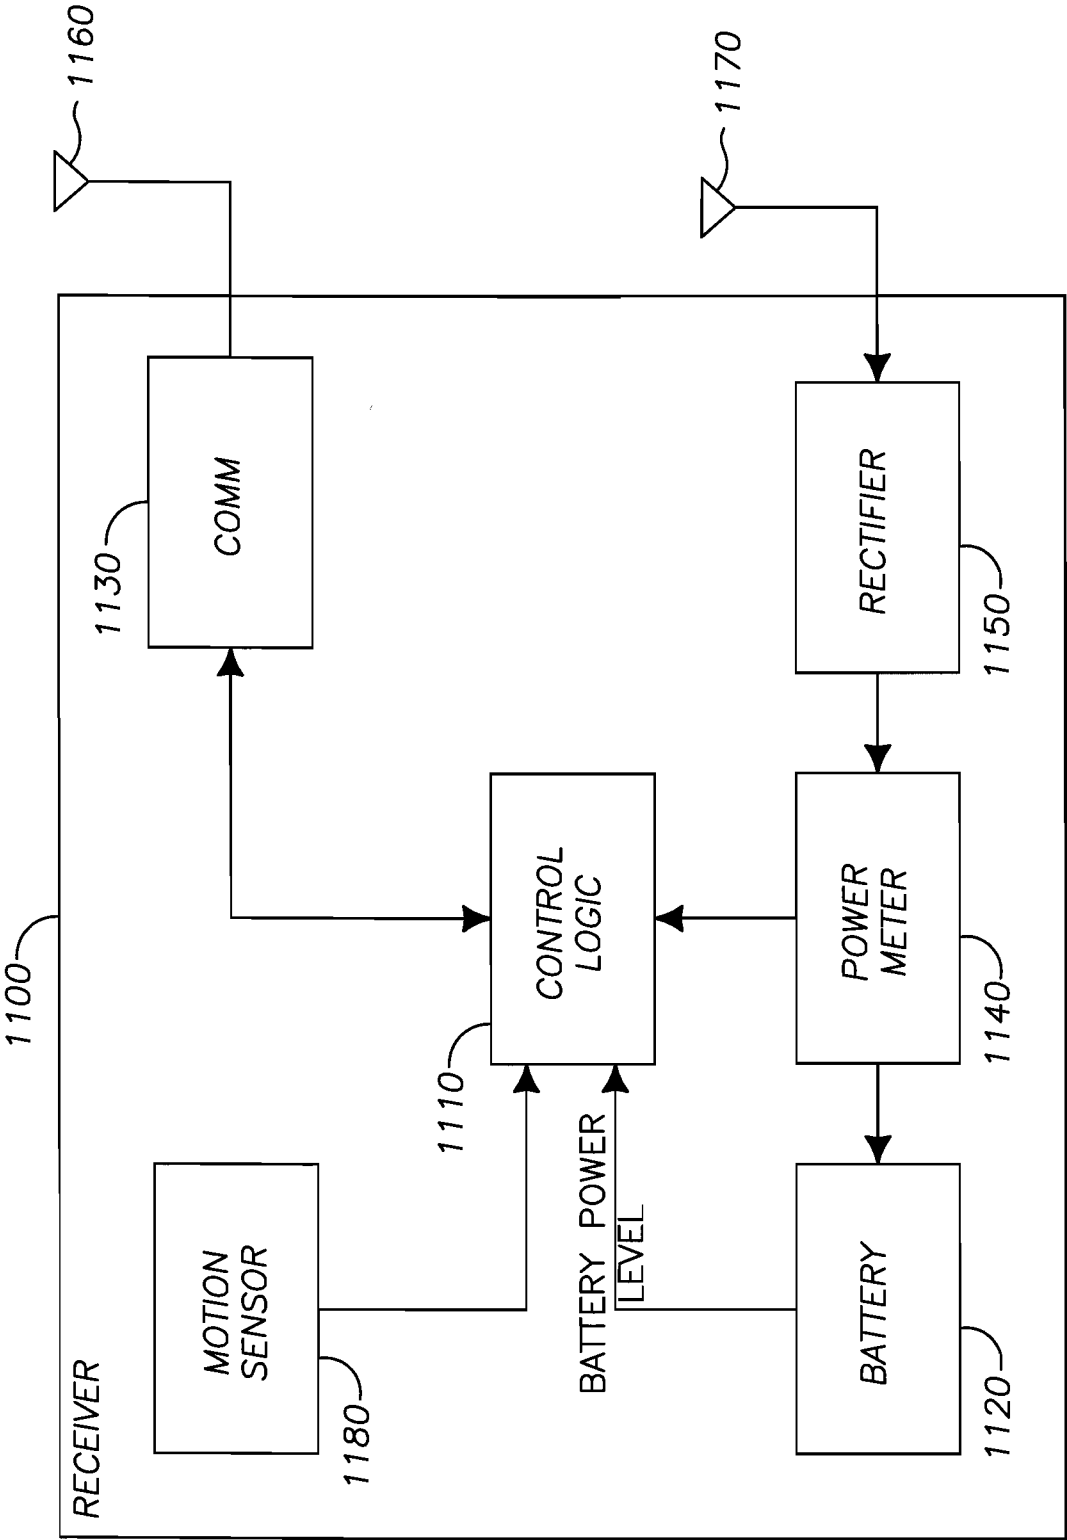 RECEIVER
1100
MOTION
SENSOR
1180
1130
COMM
1160
1110
CONTROL
LOGIC
BATTERY POWER
LEVEL
BATTERY
1120
POWER
METER
1140
RECTIFIER
1150
1170